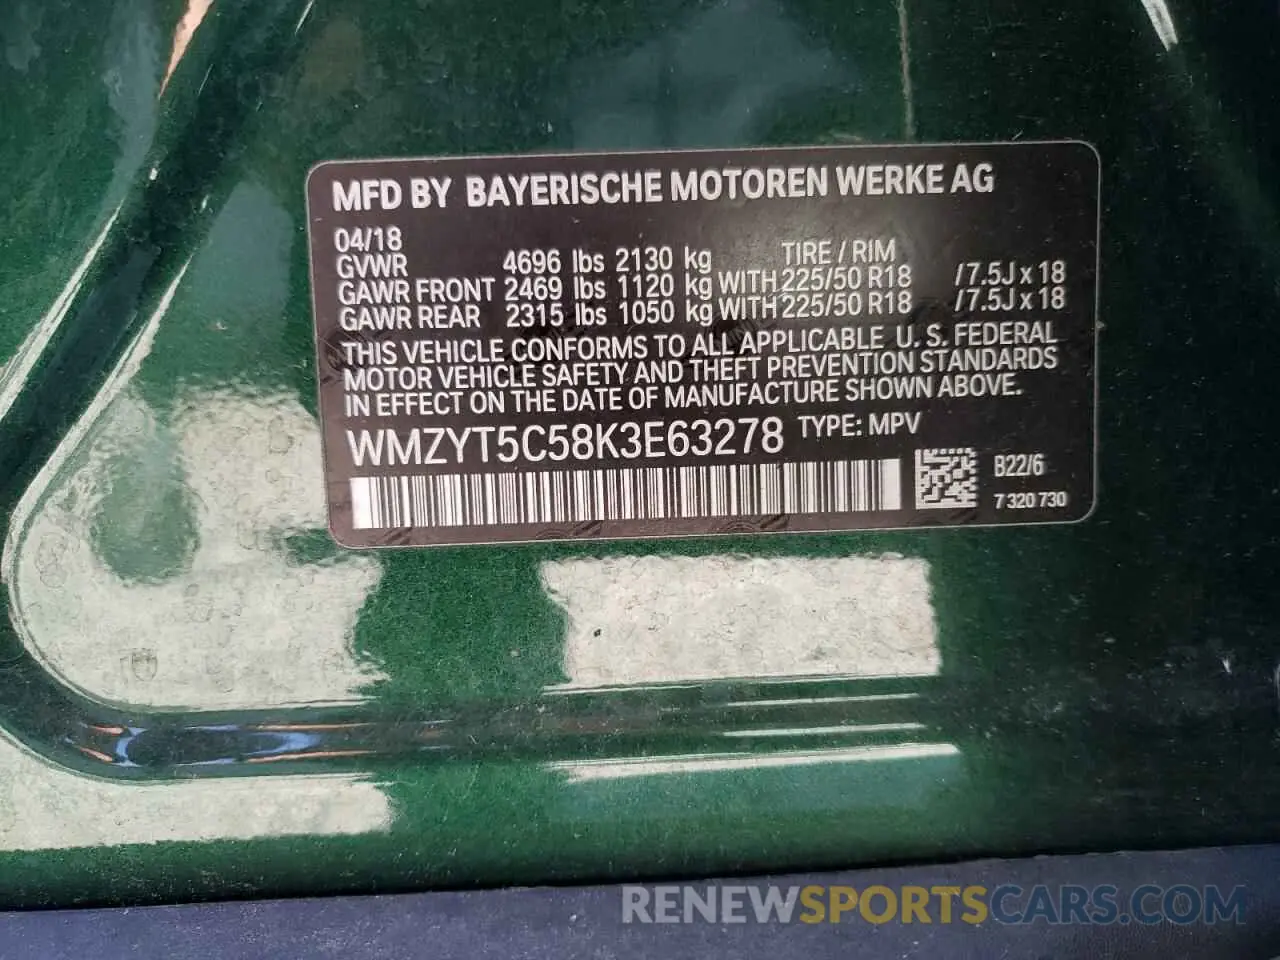 MFD BY BAYERISCHE MOTOREN WERKE AG
04/18
GVWR 4696 lbs 2130 kg TIRE / RIM
GAWR FRONT 2469 lbs 1120 kg WITH 225/50 R18 /7.5J x 18
GAWR REAR 2315 lbs 1050 kg WITH 225/50 R18 /7.5J x 18
THIS VEHICLE CONFORMS TO ALL APPLICABLE U. S. FEDERAL
MOTOR VEHICLE SAFETY AND THEFT PREVENTION STANDARDS
IN EFFECT ON THE DATE OF MANUFACTURE SHOWN ABOVE.
WMZYT5C58K3E63278 TYPE: MPV
B22/6
7 320 730
RENEWSPORTSCARS.COM